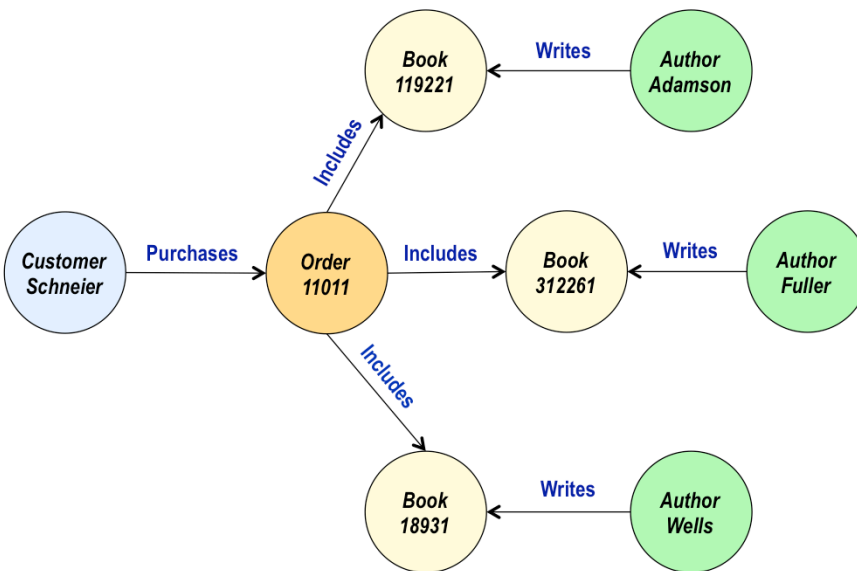 Book
119221
Writes
Author
Adamson
Includes
Customer
Schneier
Purchases
Order
11011
Includes
Book
312261
Writes
Author
Fuller
Includes
Book
18931
Writes
Author
Wells